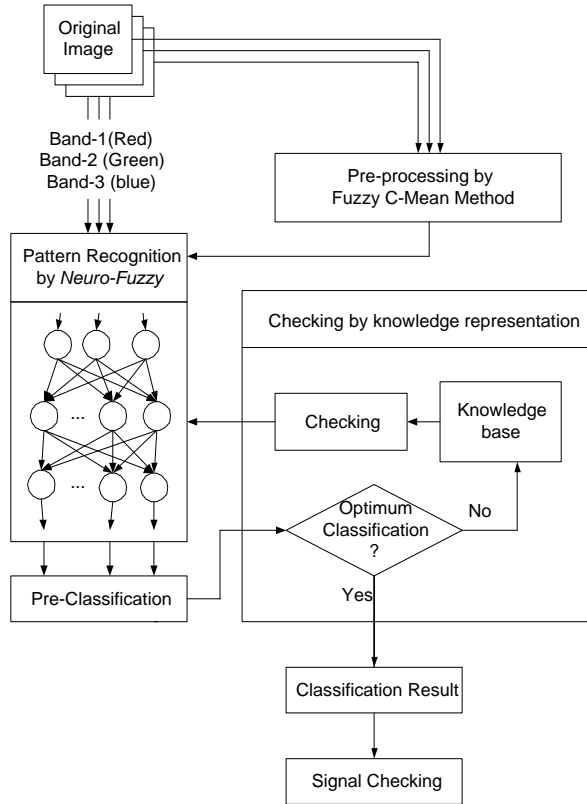 Original
Image
Band-1(Red)
Band-2 (Green)
Band-3 (blue)
Pre-processing by
Fuzzy C-Mean Method
Pattern Recognition
by Neuro-Fuzzy
Checking by knowledge representation
...
...
Checking
Knowledge
base
Optimum
Classification
?
No
Yes
Pre-Classification
Classification Result
Signal Checking